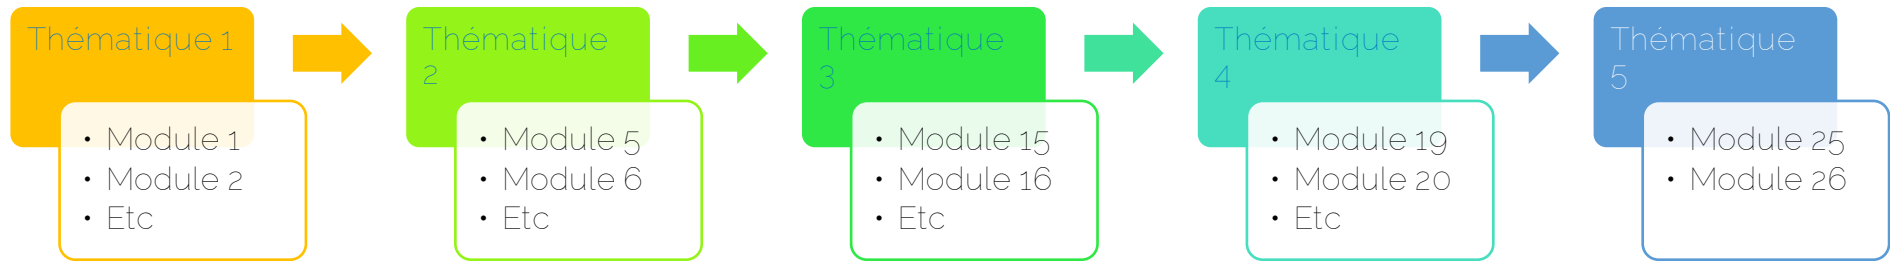 Thématique 1
• Module 1
• Module 2
• Etc
Thématique
2
• Module 5
• Module 6
• Etc
Thématique
3
• Module 15
• Module 16
• Etc
Thématique
4
• Module 19
• Module 20
• Etc
Thématique
5
• Module 25
• Module 26